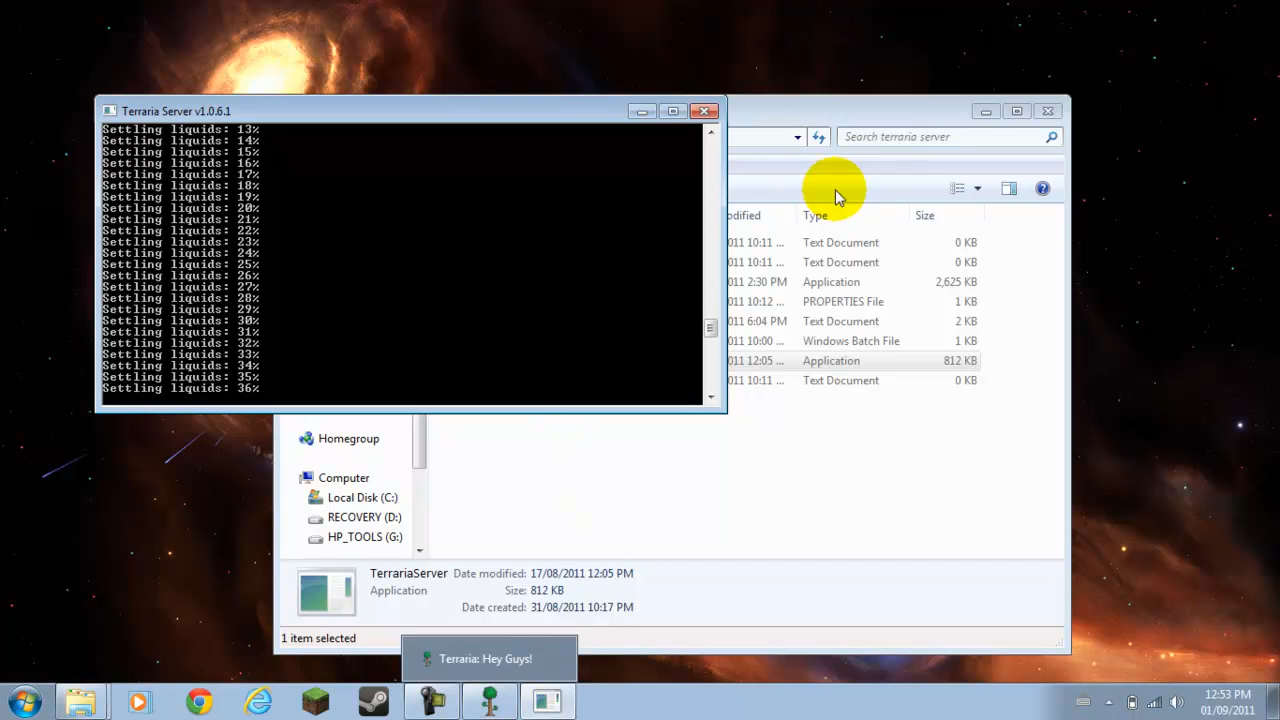 Terraria Server v1.0.6.1
Settling liquids: 13%
Settling liquids: 14%
Settling liquids: 15%
Settling liquids: 16%
Settling liquids: 17%
Settling liquids: 18%
Settling liquids: 19%
Settling liquids: 20%
Settling liquids: 21%
Settling liquids: 22%
Settling liquids: 23%
Settling liquids: 24%
Settling liquids: 25%
Settling liquids: 26%
Settling liquids: 27%
Settling liquids: 28%
Settling liquids: 29%
Settling liquids: 30%
Settling liquids: 31%
Settling liquids: 32%
Settling liquids: 33%
Settling liquids: 34%
Settling liquids: 35%
Settling liquids: 36%
Search terraria server
odified Type Size
011 10:11 ... Text Document 0 KB
011 10:11 ... Text Document 0 KB
011 2:30 PM Application 2,625 KB
011 10:12 ... PROPERTIES File 1 KB
011 6:04 PM Text Document 2 KB
011 10:00 ... Windows Batch File 1 KB
011 12:05 ... Application 812 KB
011 10:11 ... Text Document 0 KB
Homegroup
Computer
Local Disk (C:)
RECOVERY (D:)
HP_TOOLS (G:)
TerrariaServer Date modified: 17/08/2011 12:05 PM
Application Size: 812 KB
Date created: 31/08/2011 10:17 PM
1 item selected
Terraria: Hey Guys!
12:53 PM
01/09/2011